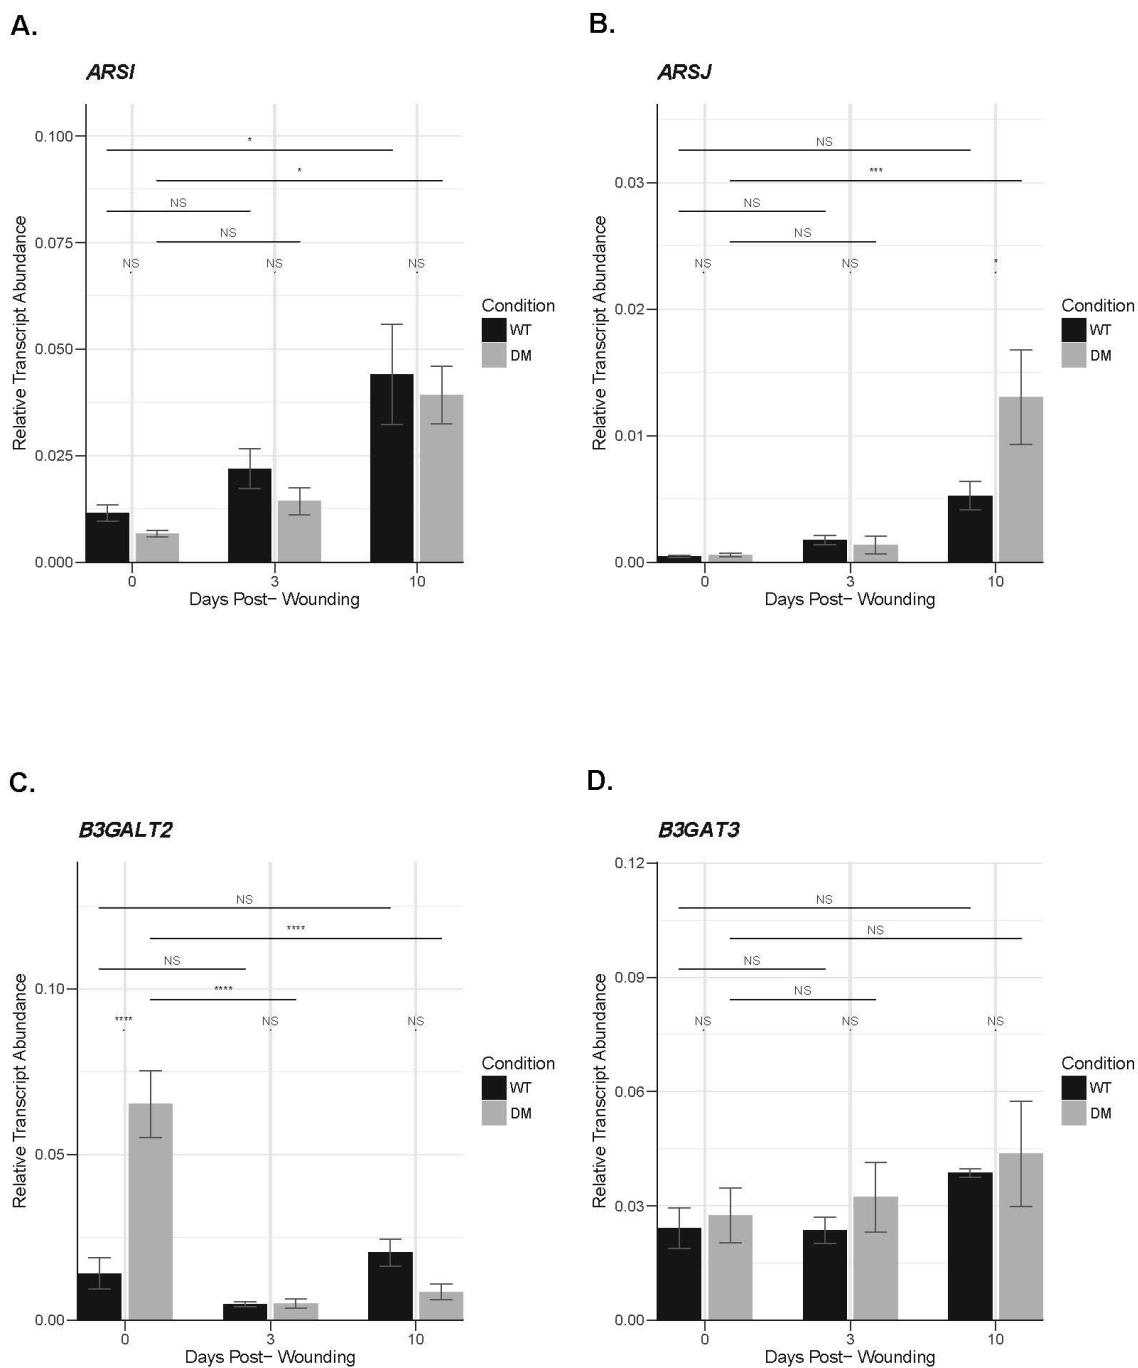 A.
ARSI
Relative Transcript Abundance
0.100
0.075
0.050
0.025
0.000
*
*
NS
NS
NS NS NS
0 3 10
Days Post– Wounding
Condition
WT
DM
B.
ARSJ
Relative Transcript Abundance
0.03
0.02
0.01
0.00
NS
***
NS
NS
NS NS *
0 3 10
Days Post– Wounding
Condition
WT
DM
C.
B3GALT2
Relative Transcript Abundance
0.10
0.05
0.00
NS
****
NS
****
**** NS NS
0 3 10
Days Post– Wounding
Condition
WT
DM
D.
B3GAT3
Relative Transcript Abundance
0.12
0.09
0.06
0.03
0.00
NS
NS
NS
NS
NS NS NS
0 3 10
Days Post– Wounding
Condition
WT
DM